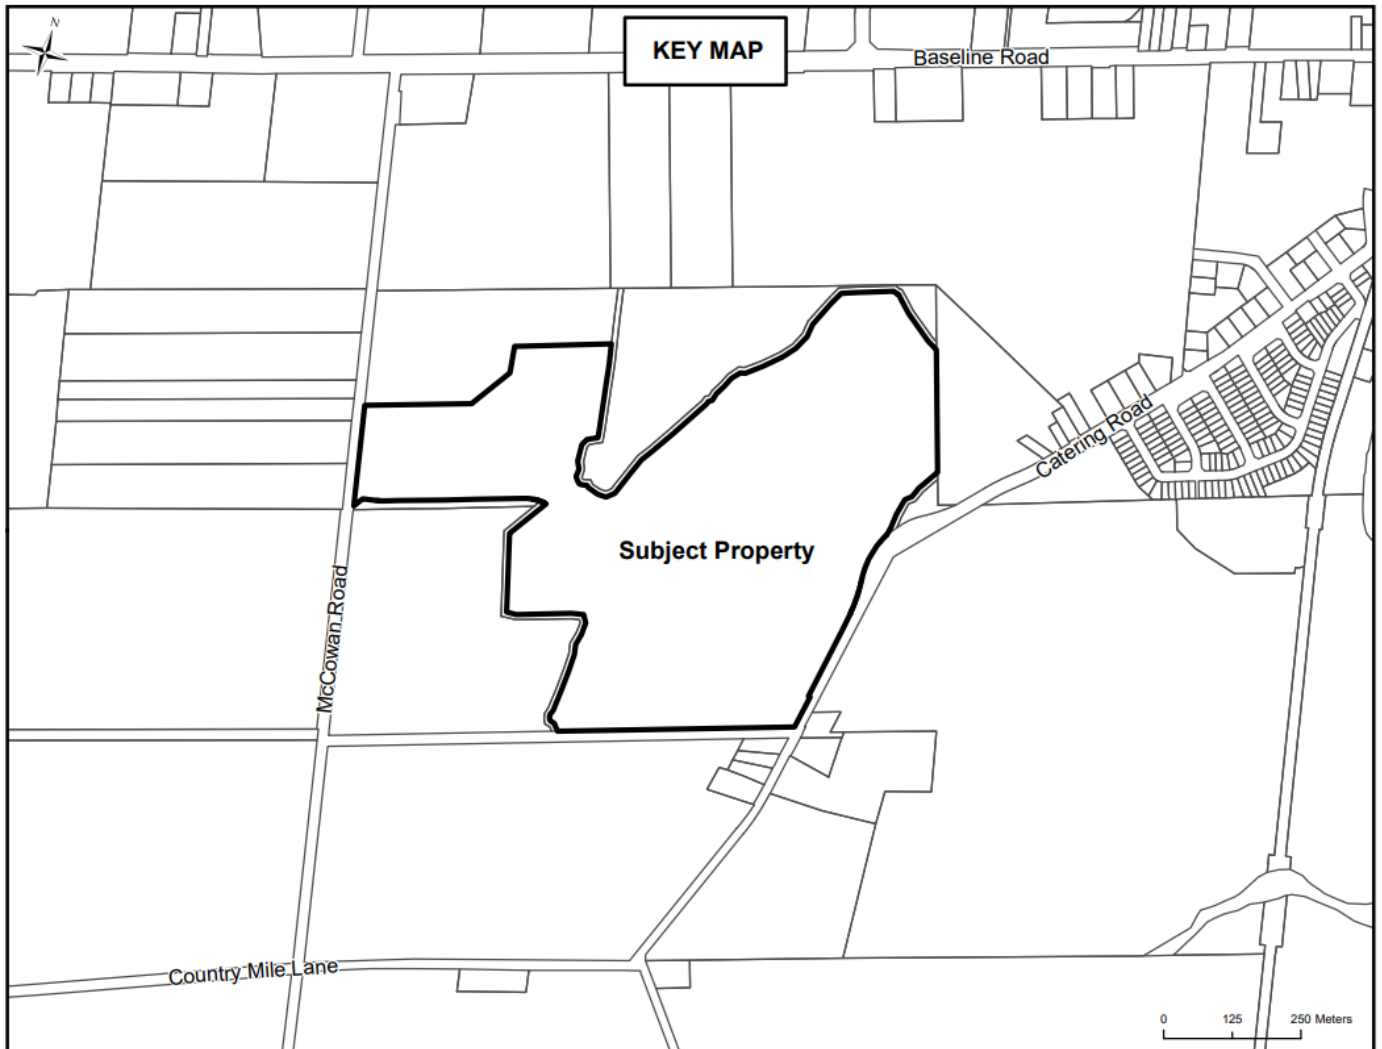 N
KEY MAP
Baseline Road
Catering Road
Subject Property
McCowan Road
Country Mile Lane
0 125 250 Meters